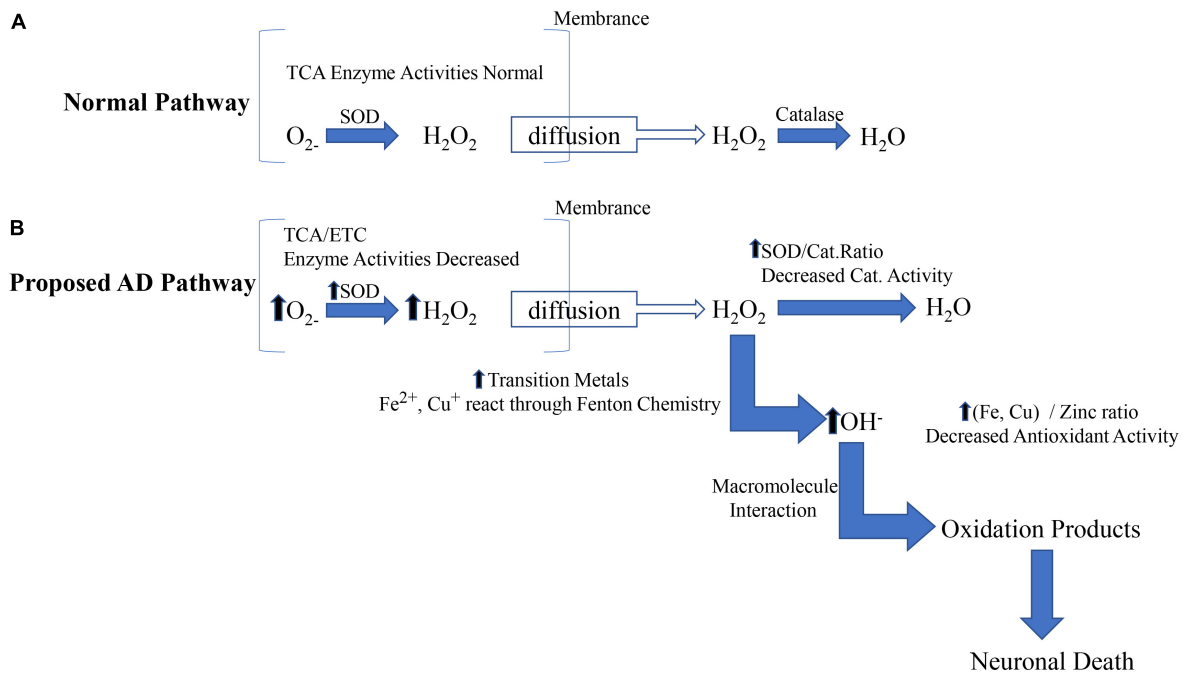 A
Membrance
TCA Enzyme Activities Normal
Normal Pathway
SOD
O₂- H₂O₂ diffusion H₂O₂ Catalase H₂O
B
Membrance
TCA/ETC
Enzyme Activities Decreased
SOD/Cat.Ratio
Decreased Cat. Activity
Proposed AD Pathway
SOD
O₂- H₂O₂ diffusion H₂O₂ H₂O
Transition Metals
Fe²⁺, Cu⁺ react through Fenton Chemistry
OH⁻
(Fe, Cu) / Zinc ratio
Decreased Antioxidant Activity
Macromolecule
Interaction
Oxidation Products
Neuronal Death